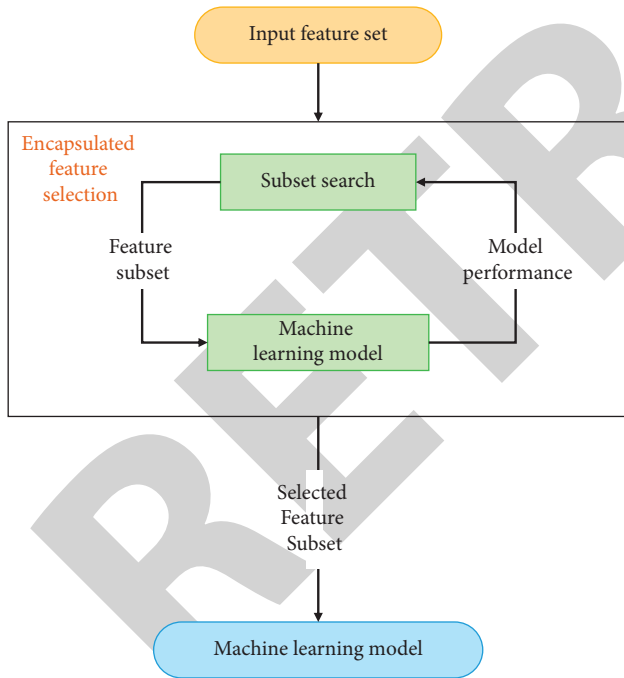 Input feature set
Encapsulated
feature
selection
Subset search
Feature
subset
Model
performance
Machine
learning model
Selected
Feature
Subset
Machine learning model
RETR